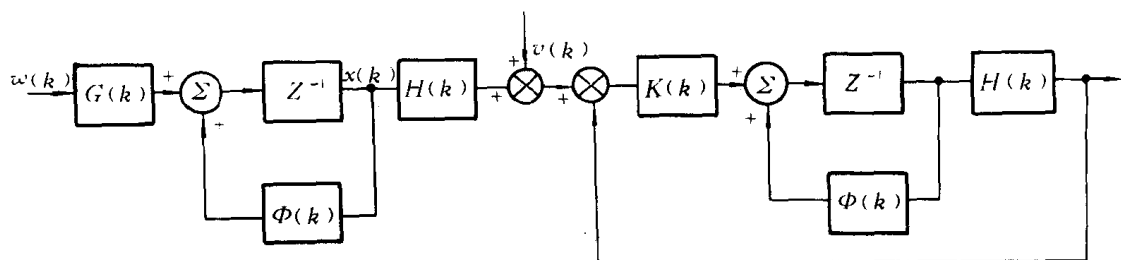 v(k)
w(k) G(k) + Σ Z⁻¹ x(k) H(k) + + + K(k) + Σ Z⁻¹ H(k)
+ Φ(k) + Φ(k)